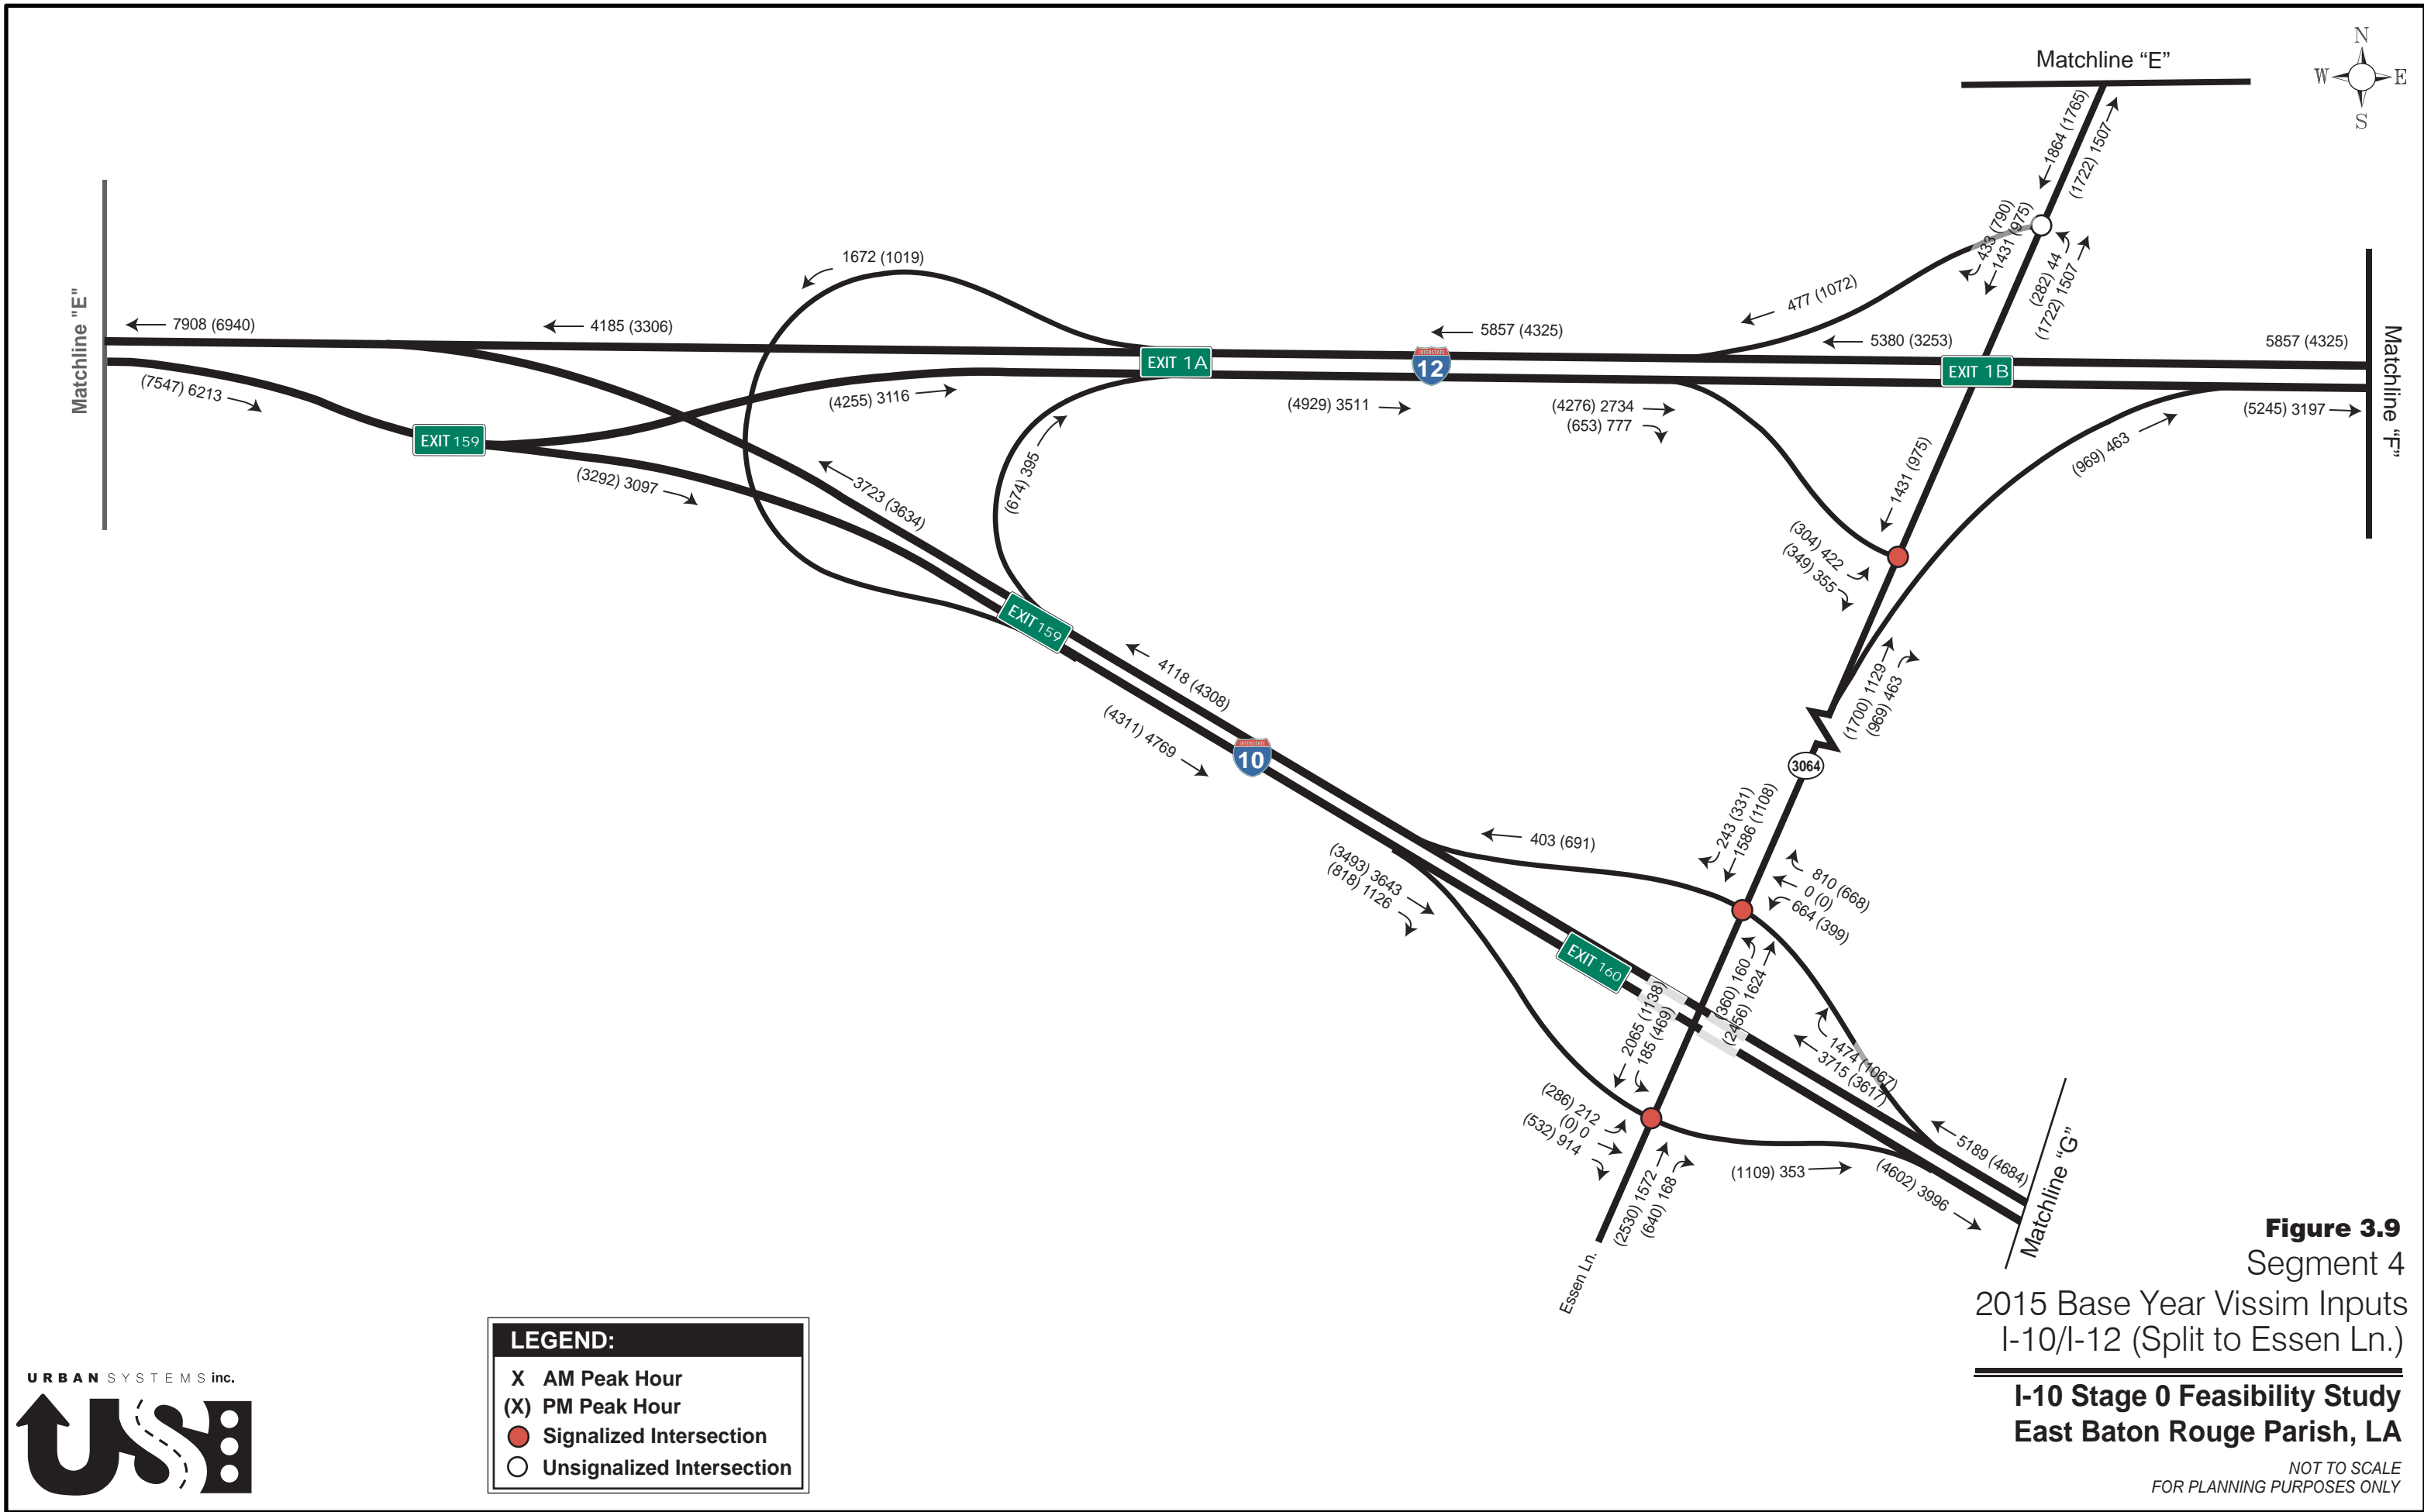 Matchline “E”
N
W E
S
1864 (1765)
(1722) 1507
433 (790)
1431 (975)
(282) 44
(1722) 1507
1672 (1019)
477 (1072)
Matchline "E"
7908 (6940)
4185 (3306)
5857 (4325)
5380 (3253)
5857 (4325)
Matchline “F”
EXIT 1A
INTERSTATE
12
EXIT 1B
(7547) 6213
(4255) 3116
(4929) 3511
(4276) 2734
(653) 777
(5245) 3197
EXIT 159
(3292) 3097
3723 (3634)
(674) 395
1431 (975)
(969) 463
(304) 422
(349) 355
EXIT 159
4118 (4308)
(4311) 4769
INTERSTATE
10
(1700) 1129
(969) 463
3064
243 (331)
1586 (1108)
403 (691)
(3493) 3643
(818) 1126
810 (668)
0 (0)
664 (399)
EXIT 160
(360) 160
(2456) 1624
2065 (1138)
185 (469)
1474 (1067)
3715 (3617)
(286) 212
(0) 0
(532) 914
(2530) 1572
(640) 168
(1109) 353
5189 (4684)
(4602) 3996
Matchline “G”
Essen Ln.
Figure 3.9
Segment 4
2015 Base Year Vissim Inputs
I-10/I-12 (Split to Essen Ln.)
I-10 Stage 0 Feasibility Study
East Baton Rouge Parish, LA
NOT TO SCALE
FOR PLANNING PURPOSES ONLY
LEGEND:
X AM Peak Hour
(X) PM Peak Hour
Signalized Intersection
Unsignalized Intersection
URBAN SYSTEMS inc.
USI